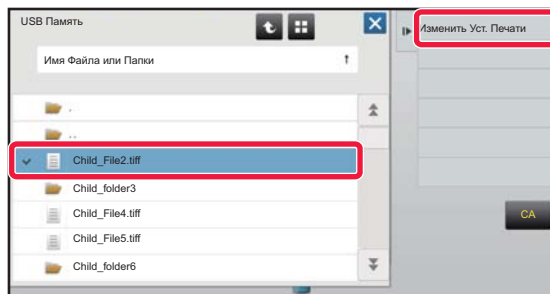 USB Память
Изменить Уст. Печати
Имя Файла или Папки
.
..
Child_File2.tiff
Child_folder3
Child_File4.tiff
Child_File5.tiff
Child_folder6
CA